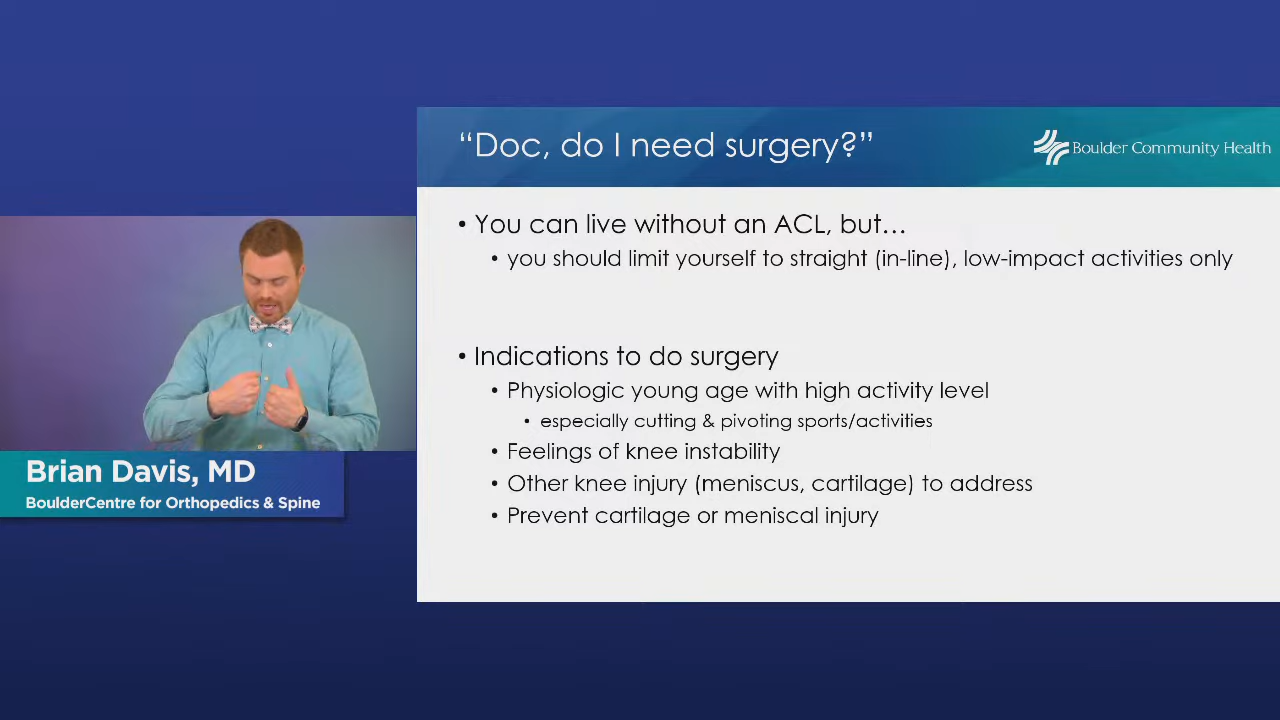 “Doc, do I need surgery?”
Boulder Community Health
• You can live without an ACL, but...
• you should limit yourself to straight (in-line), low-impact activities only
• Indications to do surgery
• Physiologic young age with high activity level
• especially cutting & pivoting sports/activities
• Feelings of knee instability
• Other knee injury (meniscus, cartilage) to address
• Prevent cartilage or meniscal injury
Brian Davis, MD
BoulderCentre for Orthopedics & Spine